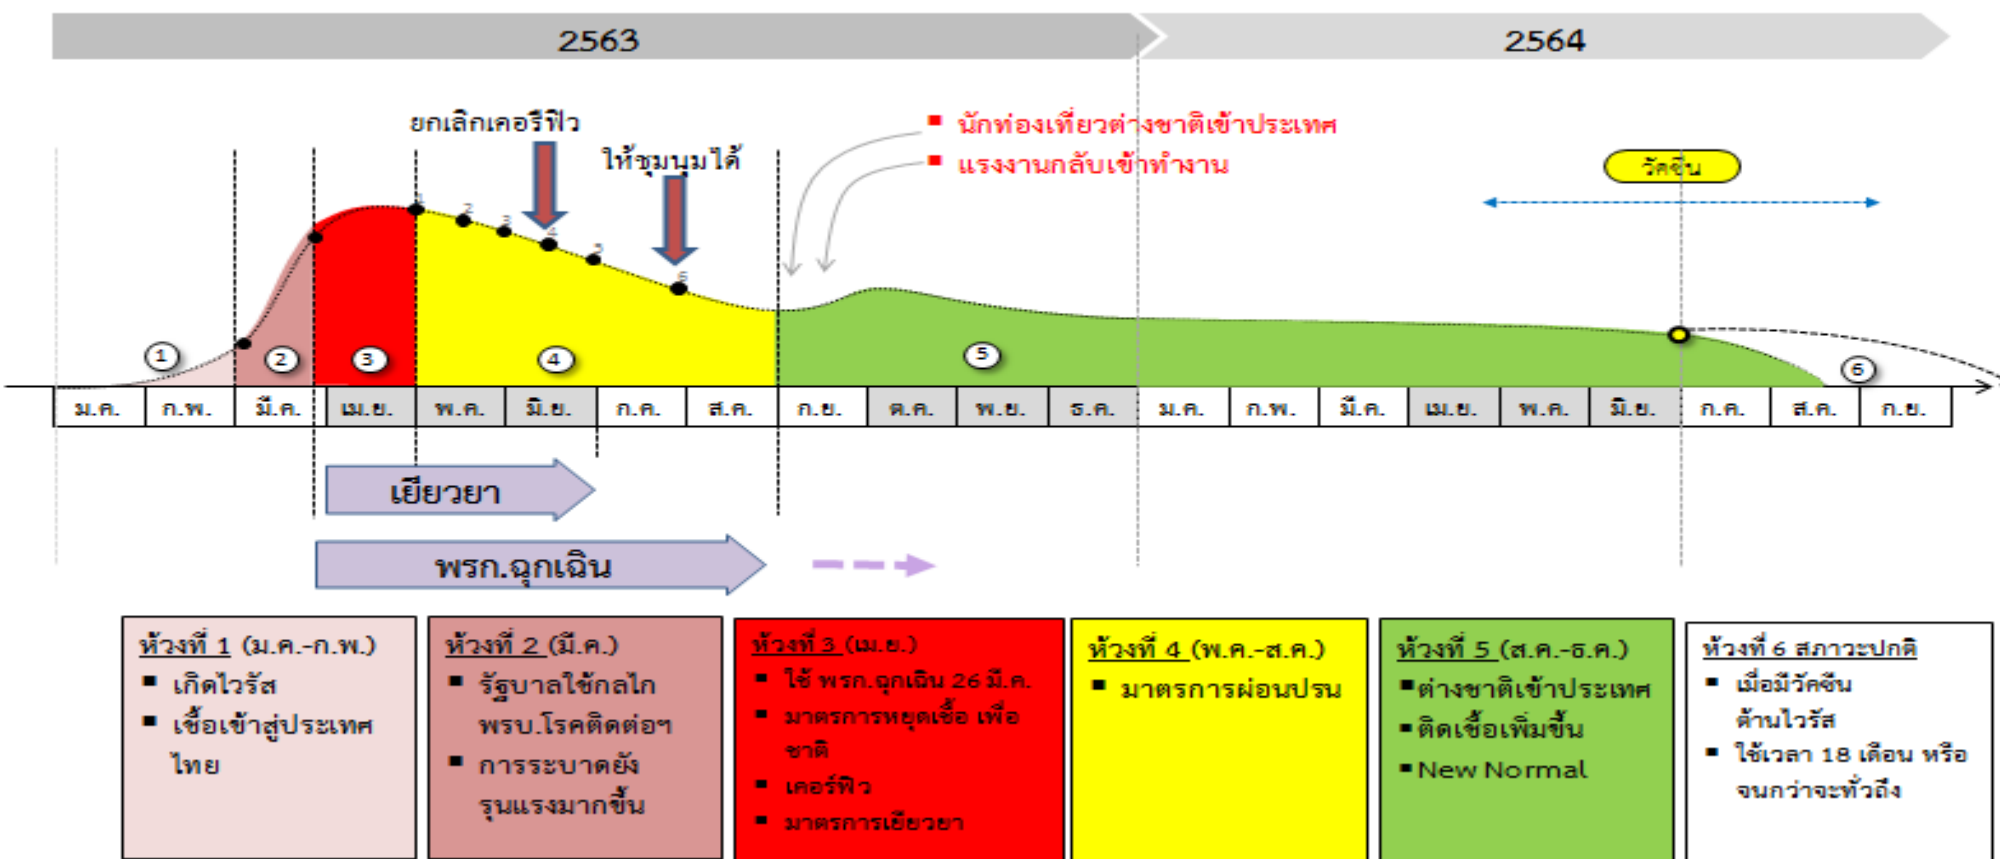 2563
2564
ยกเลิกเคอรีฟิว
ให้ชุมนุมได้
▪ นักท่องเที่ยวต่างชาติเข้าประเทศ
▪ แรงงานกลับเข้าทำงาน
วัคซีน
1
2
3
4
5
6
1
2
3
4
5
6
ม.ค. ก.พ. มี.ค. เม.ย. พ.ค. มิ.ย. ก.ค. ส.ค. ก.ย. ต.ค. พ.ย. ธ.ค. ม.ค. ก.พ. มี.ค. เม.ย. พ.ค. มิ.ย. ก.ค. ส.ค. ก.ย.
เยียวยา
พรก.ฉุกเฉิน
ห้วงที่ 1 (ม.ค.-ก.พ.)
▪ เกิดไวรัส
▪ เชื้อเข้าสู่ประเทศ
ไทย
ห้วงที่ 2 (มี.ค.)
▪ รัฐบาลใช้กลไก
พรบ.โรคติดต่อฯ
▪ การระบาดยัง
รุนแรงมากขึ้น
ห้วงที่ 3 (เม.ย.)
▪ ใช้ พรก.ฉุกเฉิน 26 มี.ค.
▪ มาตรการหยุดเชื้อ เพื่อ
ชาติ
▪ เคอร์ฟิว
▪ มาตรการเยียวยา
ห้วงที่ 4 (พ.ค.-ส.ค.)
▪ มาตรการผ่อนปรน
ห้วงที่ 5 (ส.ค.-ธ.ค.)
▪ ต่างชาติเข้าประเทศ
▪ ติดเชื้อเพิ่มขึ้น
▪ New Normal
ห้วงที่ 6 สภาวะปกติ
▪ เมื่อมีวัคซีน
ต้านไวรัส
▪ ใช้เวลา 18 เดือน หรือ
จนกว่าจะทั่วถึง